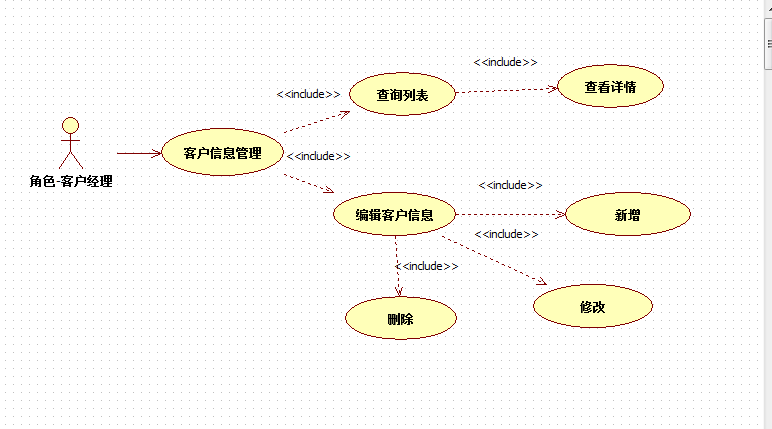 <<include>>
查看详情
<<include>>
查询列表
客户信息管理
<<include>>
角色-客户经理
<<include>>
编辑客户信息
新增
<<include>>
<<include>>
修改
删除